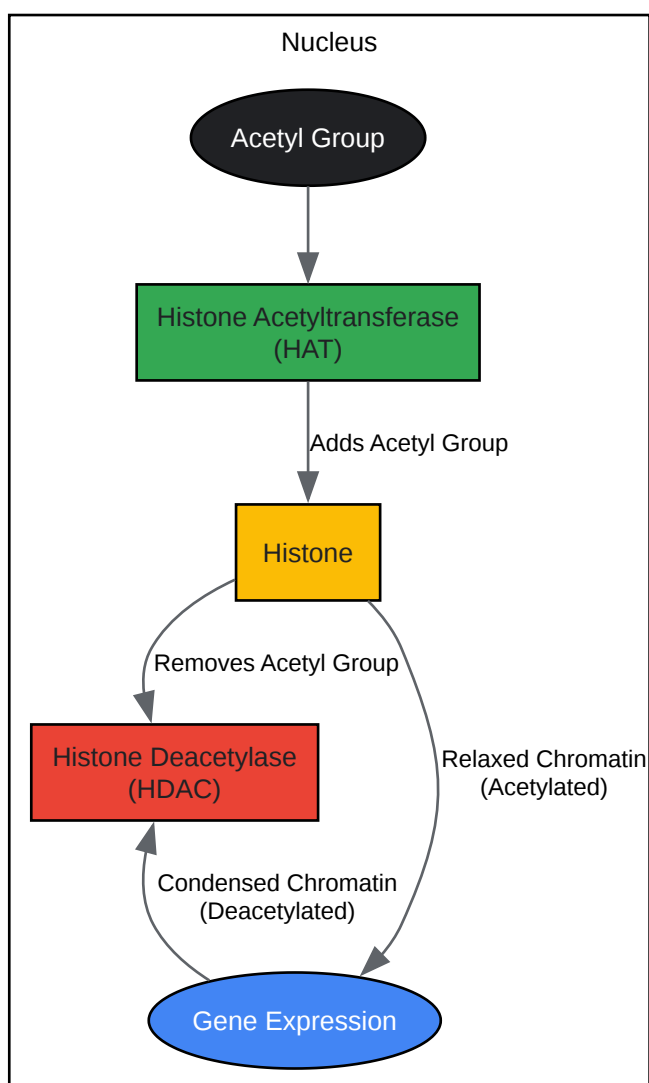 Nucleus
Acetyl Group
Histone Acetyltransferase
(HAT)
Adds Acetyl Group
Histone
Removes Acetyl Group
Histone Deacetylase
(HDAC)
Relaxed Chromatin
(Acetylated)
Condensed Chromatin
(Deacetylated)
Gene Expression